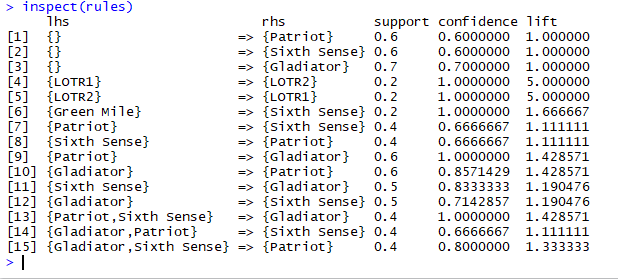 > inspect(rules)
lhs rhs support confidence lift
[1] {} => {Patriot} 0.6 0.6000000 1.000000
[2] {} => {Sixth Sense} 0.6 0.6000000 1.000000
[3] {} => {Gladiator} 0.7 0.7000000 1.000000
[4] {LOTR1} => {LOTR2} 0.2 1.0000000 5.000000
[5] {LOTR2} => {LOTR1} 0.2 1.0000000 5.000000
[6] {Green Mile} => {Sixth Sense} 0.2 1.0000000 1.666667
[7] {Patriot} => {Sixth Sense} 0.4 0.6666667 1.111111
[8] {Sixth Sense} => {Patriot} 0.4 0.6666667 1.111111
[9] {Patriot} => {Gladiator} 0.6 1.0000000 1.428571
[10] {Gladiator} => {Patriot} 0.6 0.8571429 1.428571
[11] {Sixth Sense} => {Gladiator} 0.5 0.8333333 1.190476
[12] {Gladiator} => {Sixth Sense} 0.5 0.7142857 1.190476
[13] {Patriot,Sixth Sense} => {Gladiator} 0.4 1.0000000 1.428571
[14] {Gladiator,Patriot} => {Sixth Sense} 0.4 0.6666667 1.111111
[15] {Gladiator,Sixth Sense} => {Patriot} 0.4 0.8000000 1.333333
>